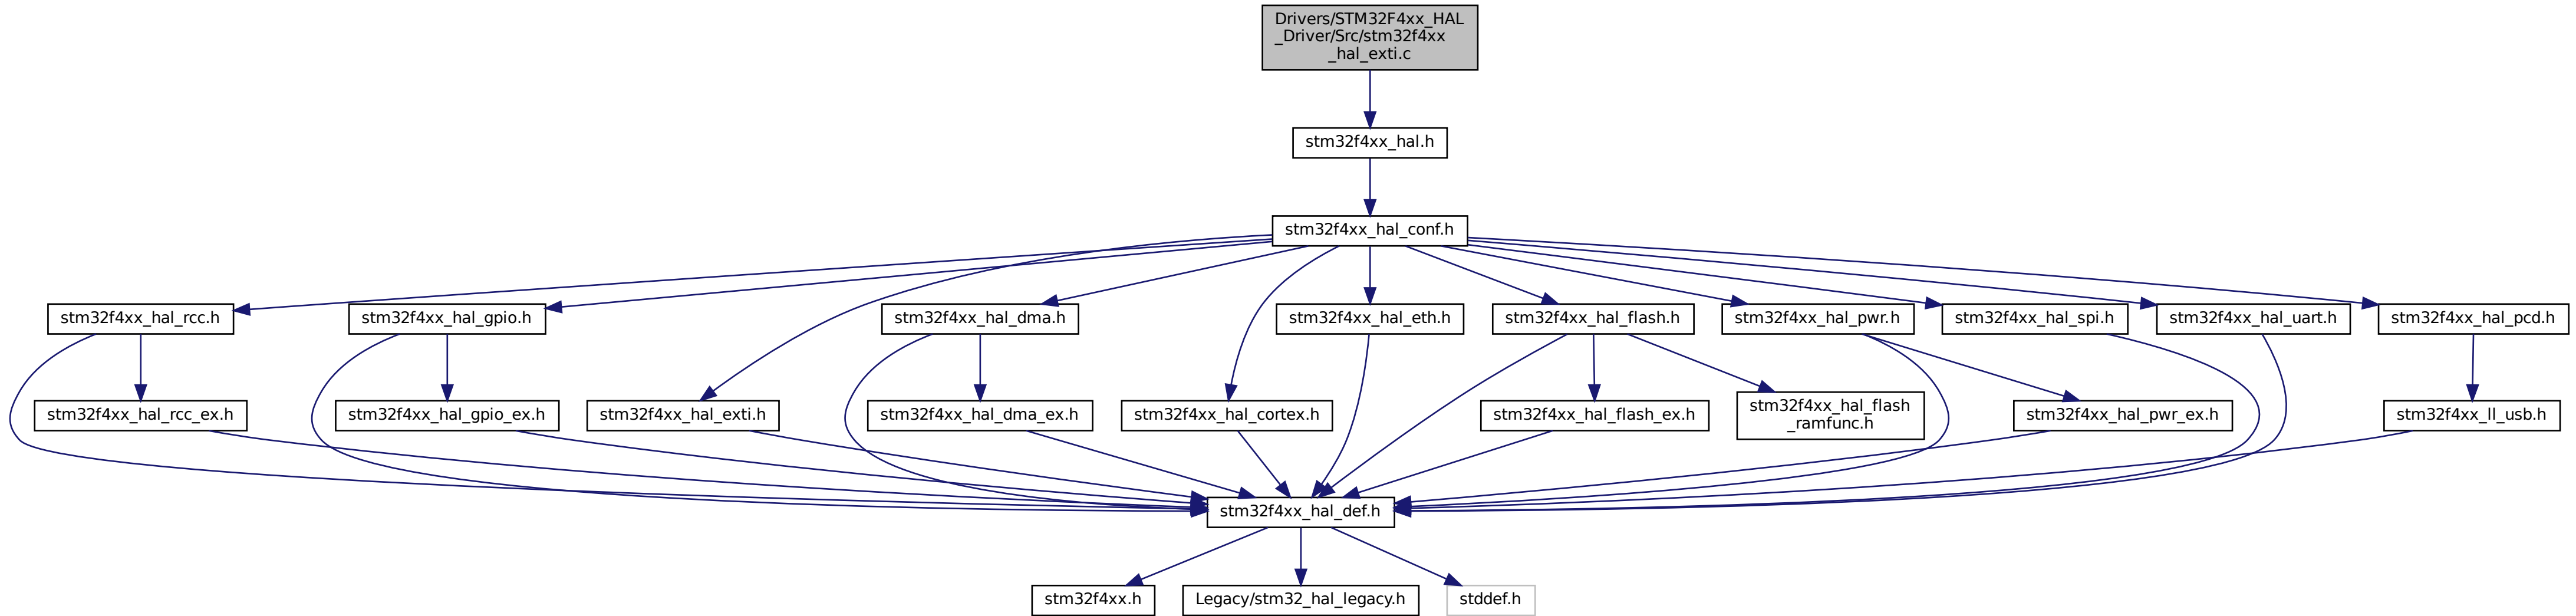 Drivers/STM32F4xx_HAL
_Driver/Src/stm32f4xx
_hal_exti.c
stm32f4xx_hal.h
stm32f4xx_hal_conf.h
stm32f4xx_hal_rcc.h
stm32f4xx_hal_gpio.h
stm32f4xx_hal_dma.h
stm32f4xx_hal_eth.h
stm32f4xx_hal_flash.h
stm32f4xx_hal_pwr.h
stm32f4xx_hal_spi.h
stm32f4xx_hal_uart.h
stm32f4xx_hal_pcd.h
stm32f4xx_hal_rcc_ex.h
stm32f4xx_hal_gpio_ex.h
stm32f4xx_hal_exti.h
stm32f4xx_hal_dma_ex.h
stm32f4xx_hal_cortex.h
stm32f4xx_hal_flash_ex.h
stm32f4xx_hal_flash
_ramfunc.h
stm32f4xx_hal_pwr_ex.h
stm32f4xx_ll_usb.h
stm32f4xx_hal_def.h
stm32f4xx.h
Legacy/stm32_hal_legacy.h
stddef.h